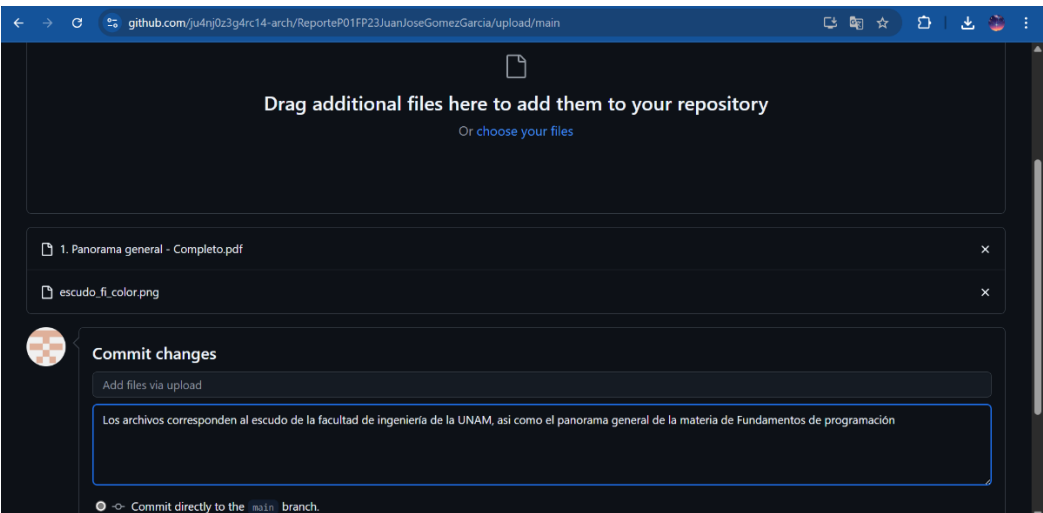 github.com/ju4nj0z3g4rc14-arch/ReporteP01FP23JuanJoseGomezGarcia/upload/main
Drag additional files here to add them to your repository
Or choose your files
1. Panorama general - Completo.pdf
escudo_fi_color.png
Commit changes
Add files via upload
Los archivos corresponden al escudo de la facultad de ingeniería de la UNAM, asi como el panorama general de la materia de Fundamentos de programación
Commit directly to the main branch.